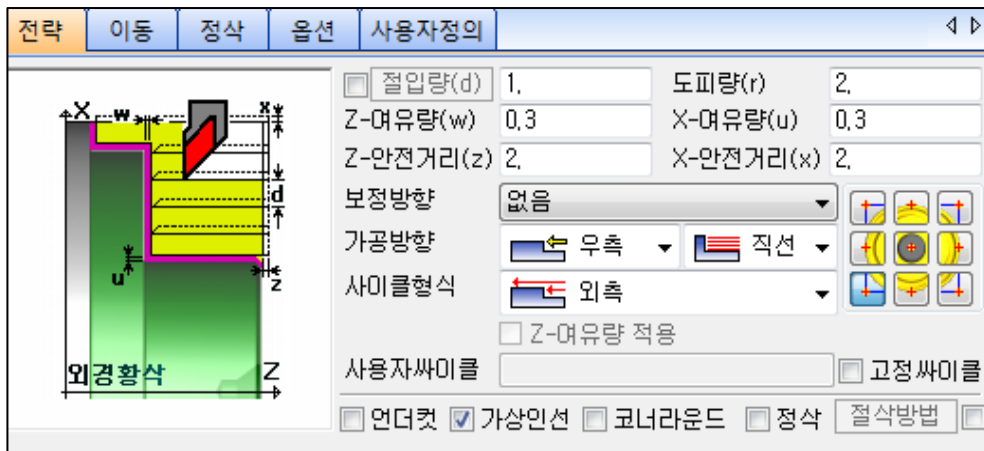 전략 이동 정삭 옵션 사용자정의
절입량(d) 1, 도피량(r) 2,
Z-여유량(w) 0,3 X-여유량(u) 0,3
Z-안전거리(z) 2, X-안전거리(x) 2,
보정방향 없음
가공방향 우측 직선
사이클형식 외측
Z-여유량 적용
사용자싸이클 고정싸이클
언더컷 가상인선 코너라운드 정삭 절삭방법
X w x
d
u z
외경황삭 Z